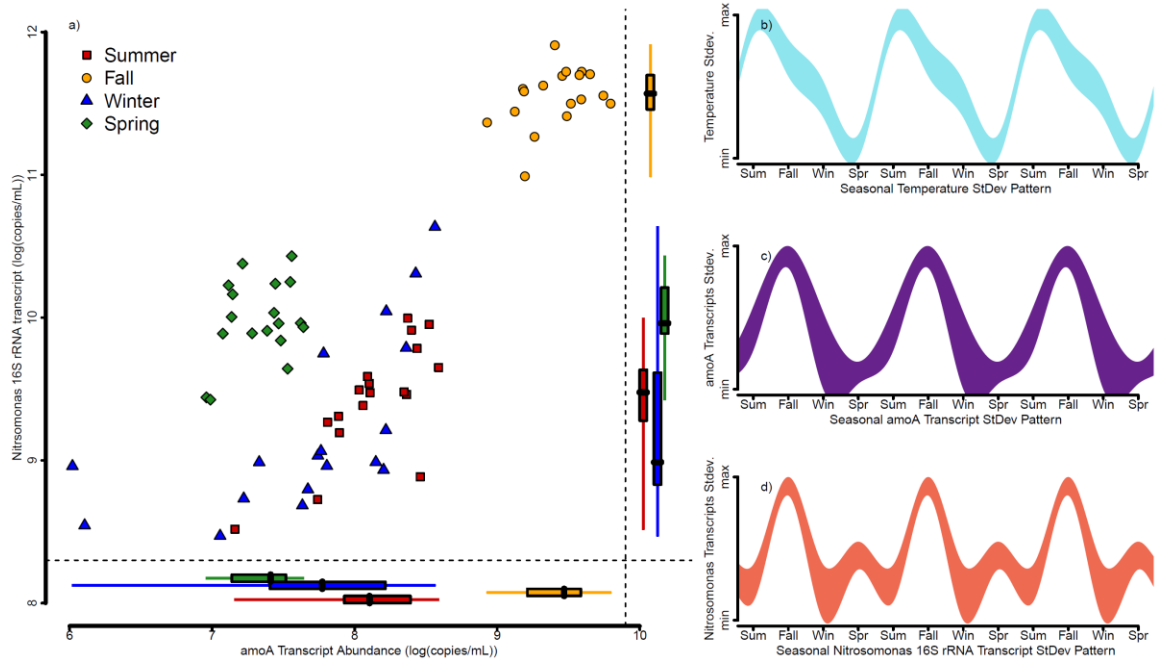 a)
Summer
Fall
Winter
Spring
12
11
10
9
8
Nitrsomonas 16S rRNA transcript (log(copies/mL))
6 7 8 9 10
amoA Transcript Abundance (log(copies/mL))
b)
max
min
Temperature Stdev.
Sum Fall Win Spr Sum Fall Win Spr Sum Fall Win Spr
Seasonal Temperature StDev Pattern
c)
max
min
amoA Transcripts Stdev.
Sum Fall Win Spr Sum Fall Win Spr Sum Fall Win Spr
Seasonal amoA Transcript StDev Pattern
d)
max
min
Nitrosomonas Transcripts Stdev.
Sum Fall Win Spr Sum Fall Win Spr Sum Fall Win Spr
Seasonal Nitrosomonas 16S rRNA Transcript StDev Pattern